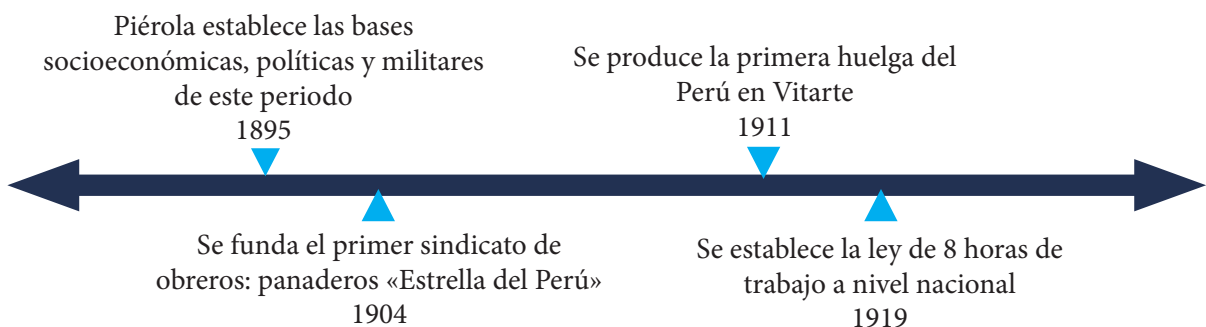 Piérola establece las bases
socioeconómicas, políticas y militares
de este periodo
1895
Se produce la primera huelga del
Perú en Vitarte
1911
Se funda el primer sindicato de
obreros: panaderos «Estrella del Perú»
1904
Se establece la ley de 8 horas de
trabajo a nivel nacional
1919